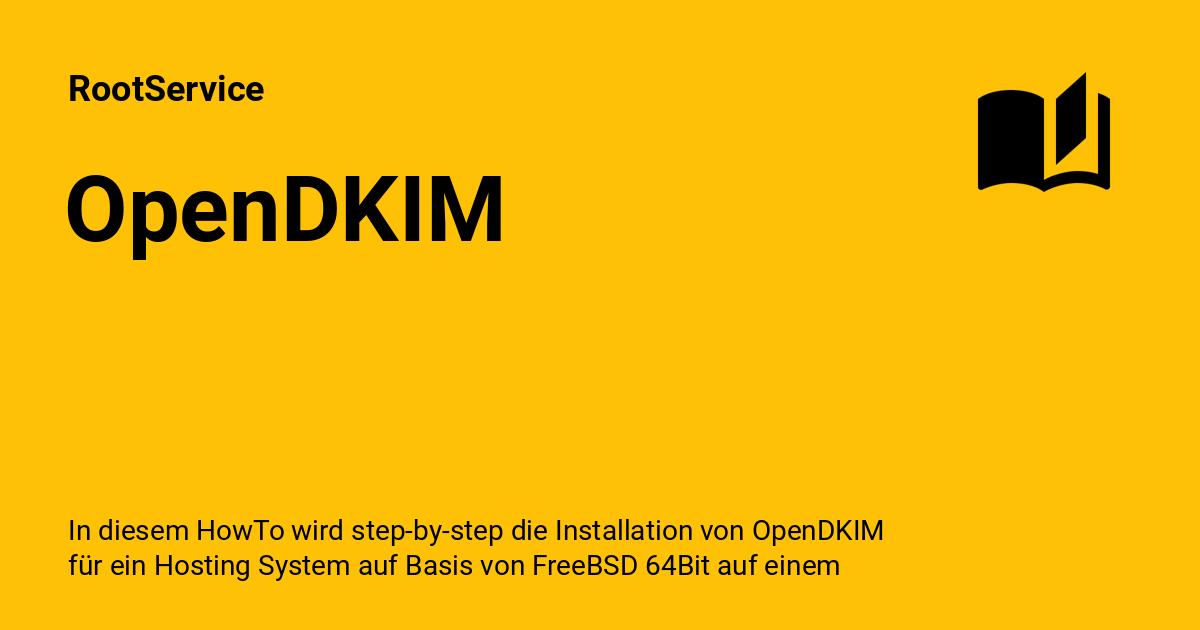 RootService
OpenDKIM
In diesem HowTo wird step-by-step die Installation von OpenDKIM
für ein Hosting System auf Basis von FreeBSD 64Bit auf einem